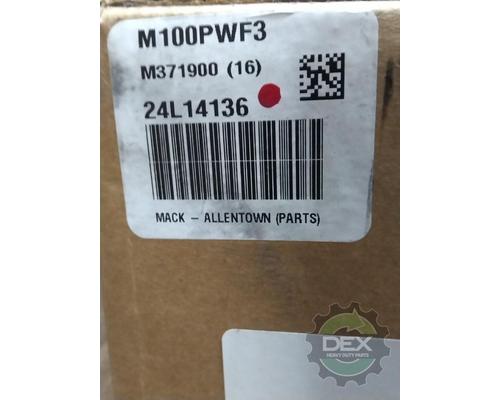 M100PWF3
M371900 (16)
24L14136
MACK – ALLENTOWN (PARTS)
DEX
HEAVY DUTY PARTS